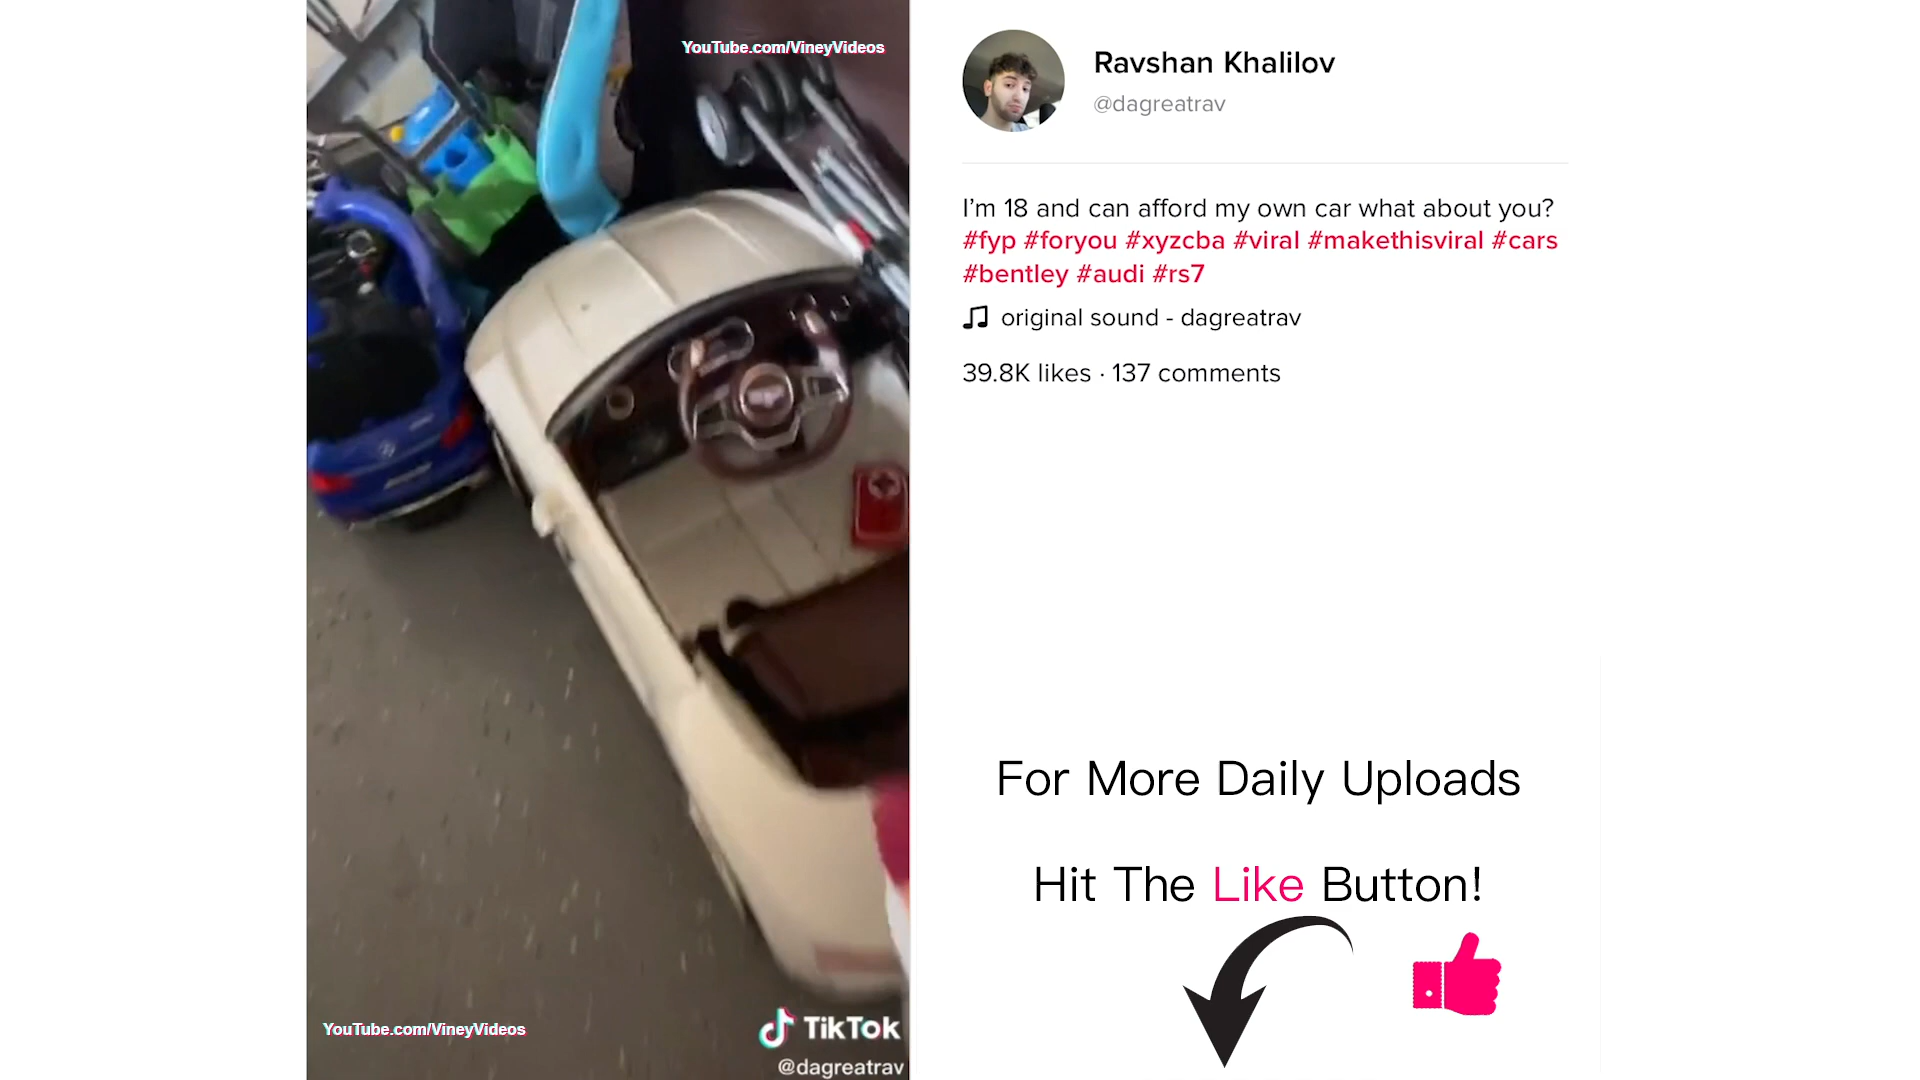 YouTube.com/VineyVideos
Ravshan Khalilov
@dagreatrav
I'm 18 and can afford my own car what about you?
#fyp #foryou #xyzcba #viral #makethisviral #cars
#bentley #audi #rs7
original sound - dagreatrav
39.8K likes · 137 comments
For More Daily Uploads
Hit The Like Button!
YouTube.com/VineyVideos
TikTok
@dagreatrav